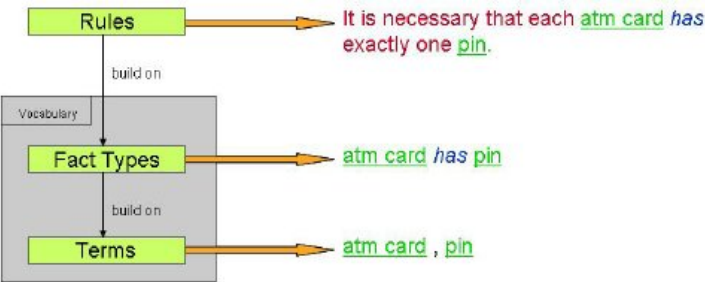 Rules
It is necessary that each atm card has
exactly one pin.
build on
Vocabulary
Fact Types
atm card has pin
build on
Terms
atm card , pin